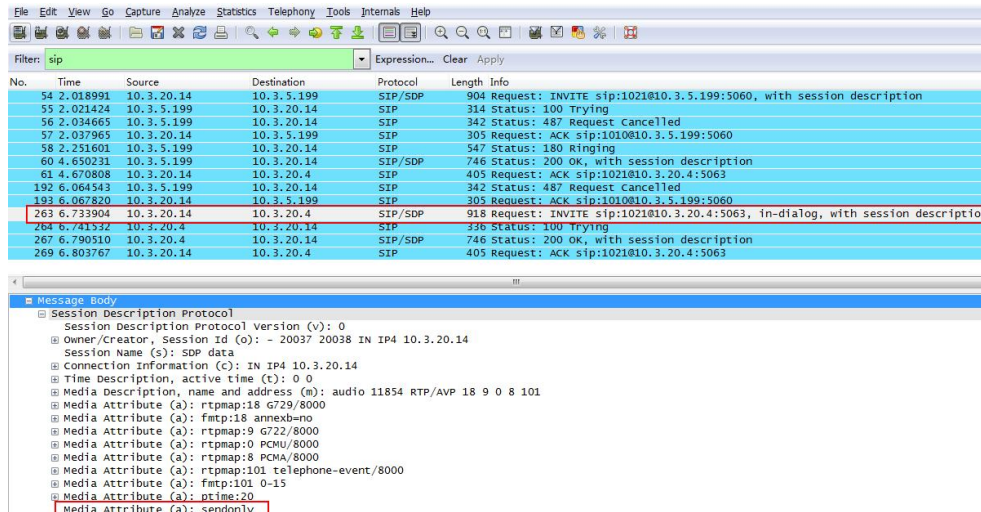 File Edit View Go Capture Analyze Statistics Telephony Tools Internals Help
Filter: sip Expression... Clear Apply
No. Time Source Destination Protocol Length Info
54 2.018991 10.3.20.14 10.3.5.199 SIP/SDP 904 Request: INVITE sip:1021@10.3.5.199:5060, with session description
55 2.021424 10.3.5.199 10.3.20.14 SIP 314 Status: 100 Trying
56 2.034665 10.3.5.199 10.3.20.14 SIP 342 Status: 487 Request Cancelled
57 2.037965 10.3.20.14 10.3.5.199 SIP 305 Request: ACK sip:1010@10.3.5.199:5060
58 2.251601 10.3.5.199 10.3.20.14 SIP 547 Status: 180 Ringing
60 4.650231 10.3.5.199 10.3.20.14 SIP/SDP 746 Status: 200 OK, with session description
61 4.670808 10.3.20.14 10.3.20.4 SIP 405 Request: ACK sip:1021@10.3.20.4:5063
192 6.064543 10.3.5.199 10.3.20.14 SIP 342 Status: 487 Request Cancelled
193 6.067820 10.3.20.14 10.3.5.199 SIP 305 Request: ACK sip:1010@10.3.5.199:5060
263 6.733904 10.3.20.14 10.3.20.4 SIP/SDP 918 Request: INVITE sip:1021@10.3.20.4:5063, in-dialog, with session descriptio
264 6.741532 10.3.20.4 10.3.20.14 SIP 336 Status: 100 Trying
267 6.790510 10.3.20.4 10.3.20.14 SIP/SDP 746 Status: 200 OK, with session description
269 6.803767 10.3.20.14 10.3.20.4 SIP 405 Request: ACK sip:1021@10.3.20.4:5063
Message Body
Session Description Protocol
Session Description Protocol Version (v): 0
Owner/Creator, Session Id (o): - 20037 20038 IN IP4 10.3.20.14
Session Name (s): SDP data
Connection Information (c): IN IP4 10.3.20.14
Time Description, active time (t): 0 0
Media Description, name and address (m): audio 11854 RTP/AVP 18 9 0 8 101
Media Attribute (a): rtpmap:18 G729/8000
Media Attribute (a): fmtp:18 annexb=no
Media Attribute (a): rtpmap:9 G722/8000
Media Attribute (a): rtpmap:0 PCMU/8000
Media Attribute (a): rtpmap:8 PCMA/8000
Media Attribute (a): rtpmap:101 telephone-event/8000
Media Attribute (a): fmtp:101 0-15
Media Attribute (a): ptime:20
Media Attribute (a): sendonly